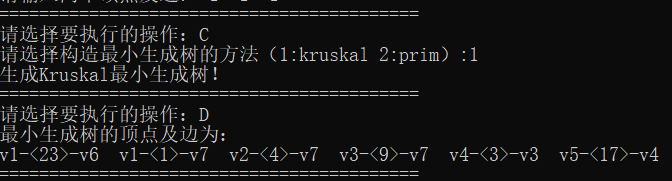 ==========================================
请选择要执行的操作：C
请选择构造最小生成树的方法（1:kruskal 2:prim）:1
生成Kruskal最小生成树！
==========================================
请选择要执行的操作：D
最小生成树的顶点及边为：
v1-<23>-v6  v1-<1>-v7  v2-<4>-v7  v3-<9>-v7  v4-<3>-v3  v5-<17>-v4
==========================================